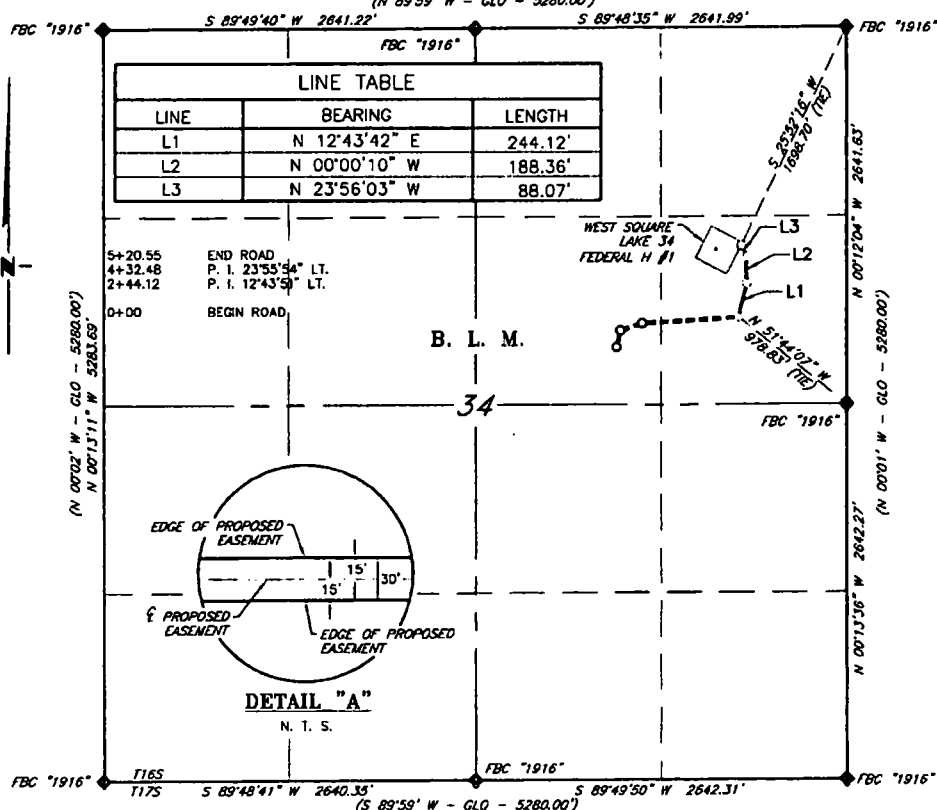 (N 89°59' W - GLO - 5280.00')
S 89°49'40" W 2641.22'
S 89°48'35" W 2641.99'
FBC "1916"
FBC "1916"
FBC "1916"
LINE TABLE
LINE BEARING LENGTH
L1 N 12°43'42" E 244.12'
L2 N 00°00'10" W 188.36'
L3 N 23°56'03" W 88.07'
S 25°52'16" W
1698.70' (TIE)
N 00°12'04" W 2641.63'
WEST SQUARE
LAKE 34
FEDERAL H #1
L3
L2
L1
N
5+20.55 END ROAD
4+32.48 P. I. 23°55'54" LT.
2+44.12 P. I. 12°43'51" LT.
0+00 BEGIN ROAD
B. L. M.
N 51°44'07" W
978.83' (TIE)
(N 00°02' W - GLO - 5280.00')
N 00°13'11" W 5283.69'
(N 00°01' W - GLO - 5280.00')
34
FBC "1916"
EDGE OF PROPOSED
EASEMENT
15'
15'
30'
℄ PROPOSED
EASEMENT
EDGE OF PROPOSED
EASEMENT
N 00°13'36" W 2642.27'
DETAIL "A"
N. T. S.
FBC "1916"
T16S
T17S
S 89°48'41" W 2640.35'
FBC "1916"
S 89°49'50" W 2642.31'
FBC "1916"
(S 89°59' W - GLO - 5280.00')